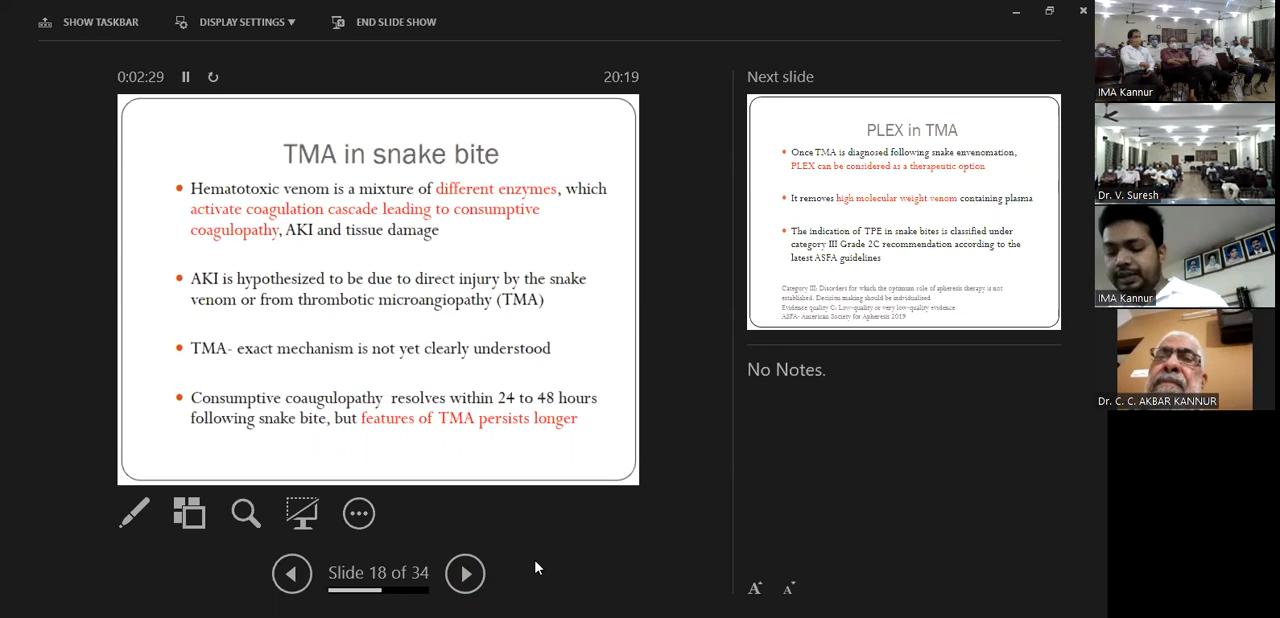 SHOW TASKBAR
DISPLAY SETTINGS ▼
END SLIDE SHOW
0:02:29
20:19
TMA in snake bite
• Hematotoxic venom is a mixture of different enzymes, which
activate coagulation cascade leading to consumptive
coagulopathy, AKI and tissue damage
• AKI is hypothesized to be due to direct injury by the snake
venom or from thrombotic microangiopathy (TMA)
• TMA- exact mechanism is not yet clearly understood
• Consumptive coaugulopathy resolves within 24 to 48 hours
following snake bite, but features of TMA persists longer
Slide 18 of 34
Next slide
PLEX in TMA
• Once TMA is diagnosed following snake envenomation,
PLEX can be considered as a therapeutic option
• It removes high molecular weight venom containing plasma
• The indication of TPE in snake bites is classified under
category III Grade 2C recommendation according to the
latest ASFA guidelines
Category III: Disorders for which the optimum role of apheresis therapy is not
established. Decision making should be individualised
Evidence quality C: Low-quality or very low-quality evidence
ASFA- American Society for Apheresis 2019
No Notes.
A A
IMA Kannur
Dr. V. Suresh
IMA Kannur
Dr. C. C. AKBAR KANNUR